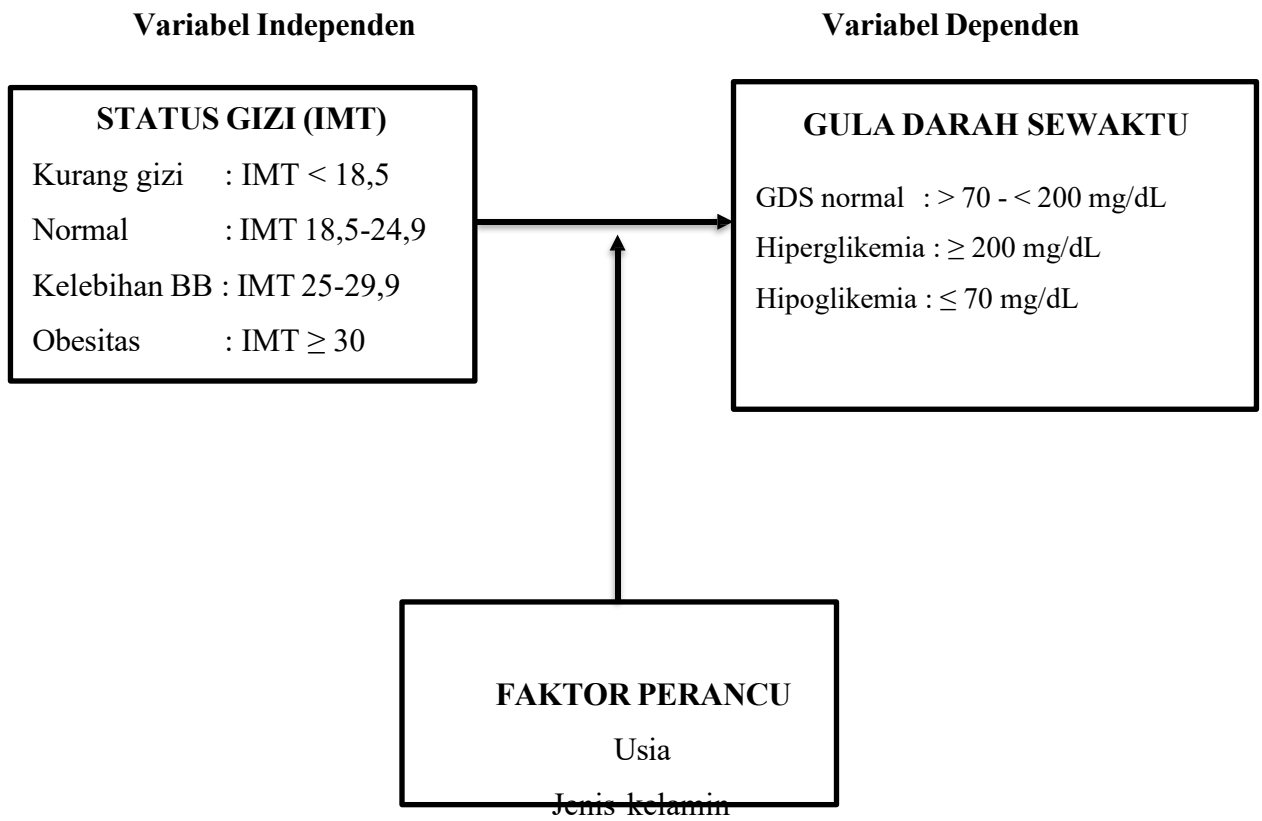 Variabel Independen
Variabel Dependen
STATUS GIZI (IMT)
Kurang gizi : IMT < 18,5
Normal : IMT 18,5-24,9
Kelebihan BB : IMT 25-29,9
Obesitas : IMT ≥ 30
GULA DARAH SEWAKTU
GDS normal : > 70 - < 200 mg/dL
Hiperglikemia : ≥ 200 mg/dL
Hipoglikemia : ≤ 70 mg/dL
FAKTOR PERANCU
Usia
Jenis kelamin